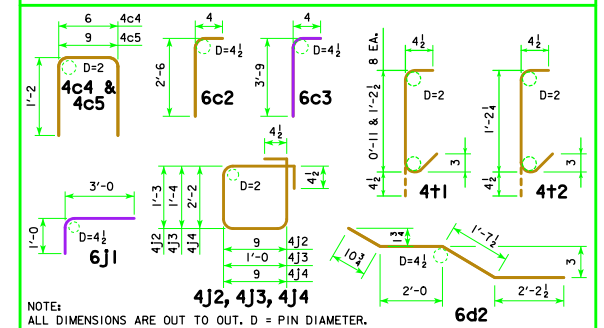 6 4c4
9 4c5
1'-2
D=2
4c4 &
4c5
4
2'-6
D=4½
6c2
4
3'-9
D=4½
6c3
8 EA.
4½
0'-11 & 1'-2½
D=2
3
4½
4t1
4½
1'-2¼
D=2
3
4½
4t2
3'-0
1'-0
D=4½
6j1
4½
1'-3
1'-4
2'-2
D=2
4½
4j2
4j3
4j4
9 4j2
1'-0 4j3
9 4j4
4j2, 4j3, 4j4
1¾
10¾
D=4½
1'-7½
3
2'-0
2'-2½
6d2
NOTE:
ALL DIMENSIONS ARE OUT TO OUT. D = PIN DIAMETER.